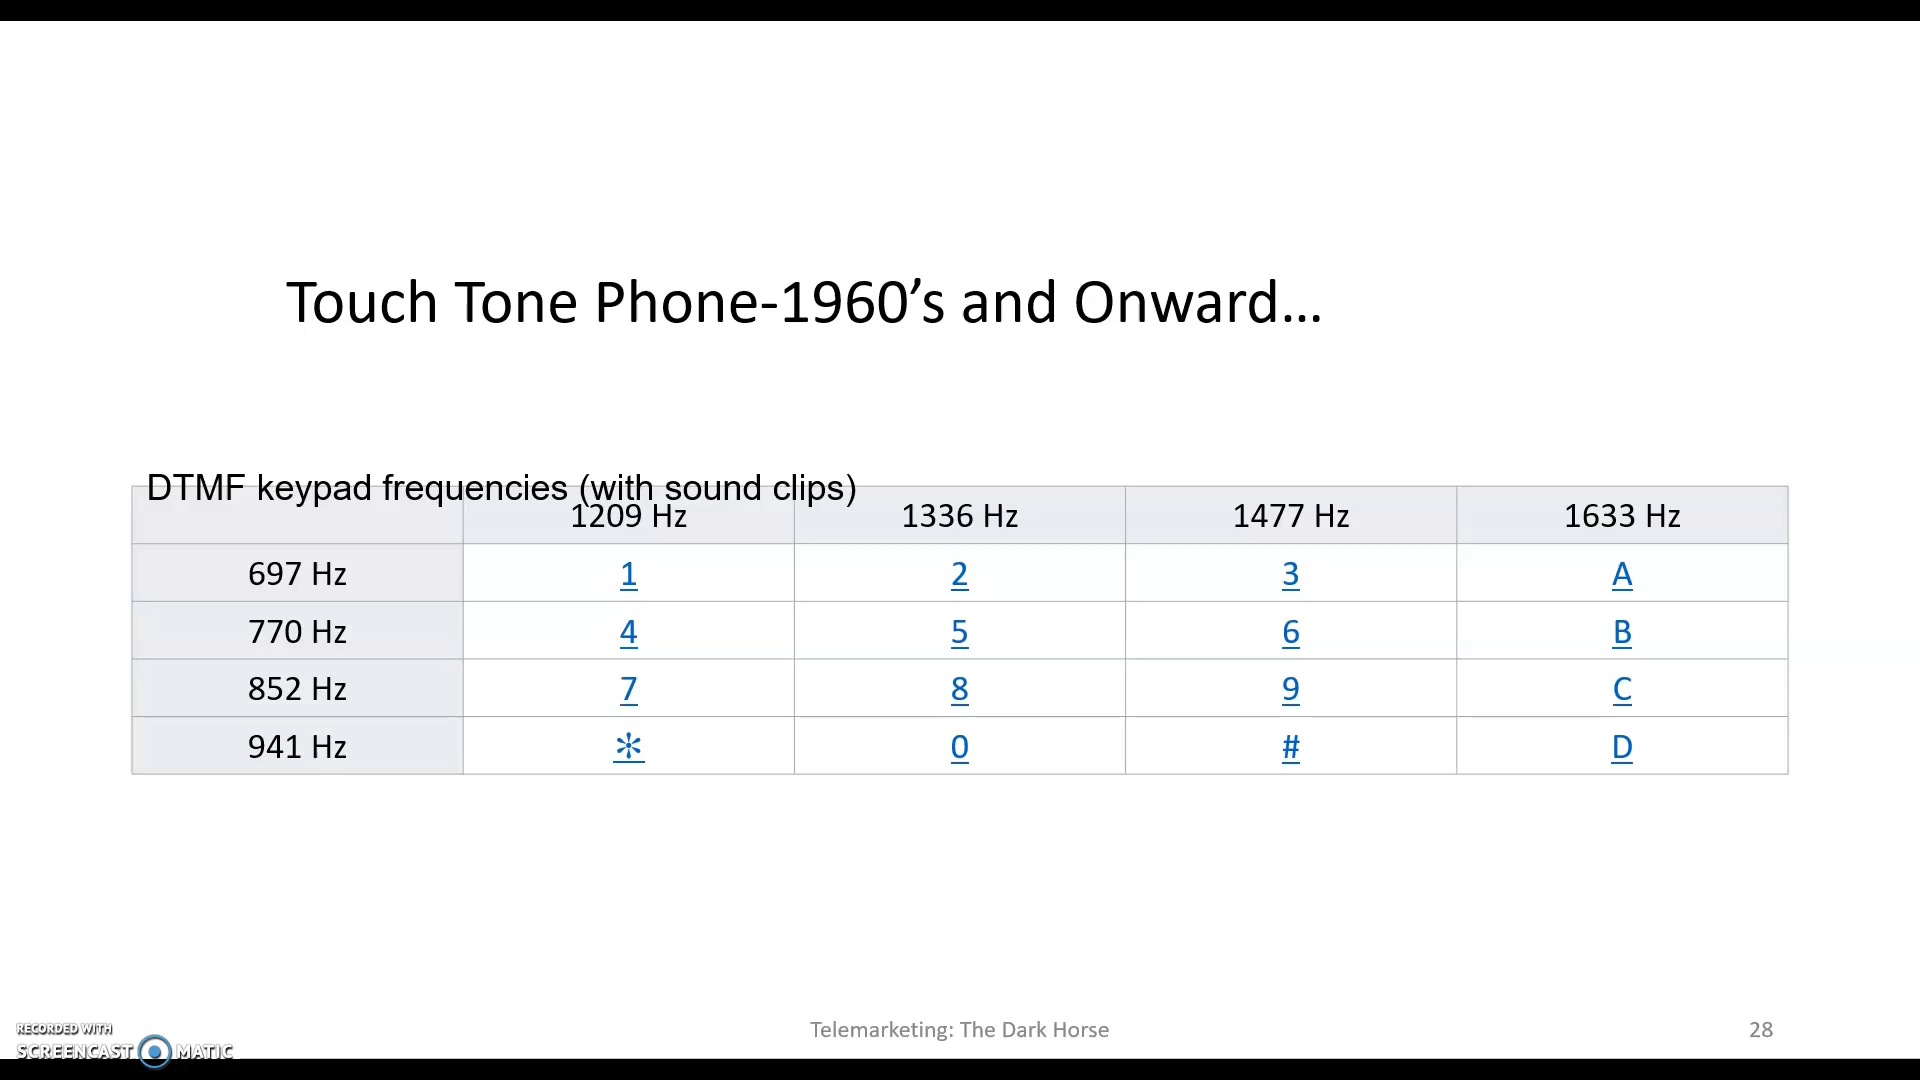 Touch Tone Phone-1960’s and Onward...
DTMF keypad frequencies (with sound clips)
1209 Hz 1336 Hz 1477 Hz 1633 Hz
697 Hz 1 2 3 A
770 Hz 4 5 6 B
852 Hz 7 8 9 C
941 Hz * 0 # D
Telemarketing: The Dark Horse 28
RECORDED WITH
SCREENCAST MATIC